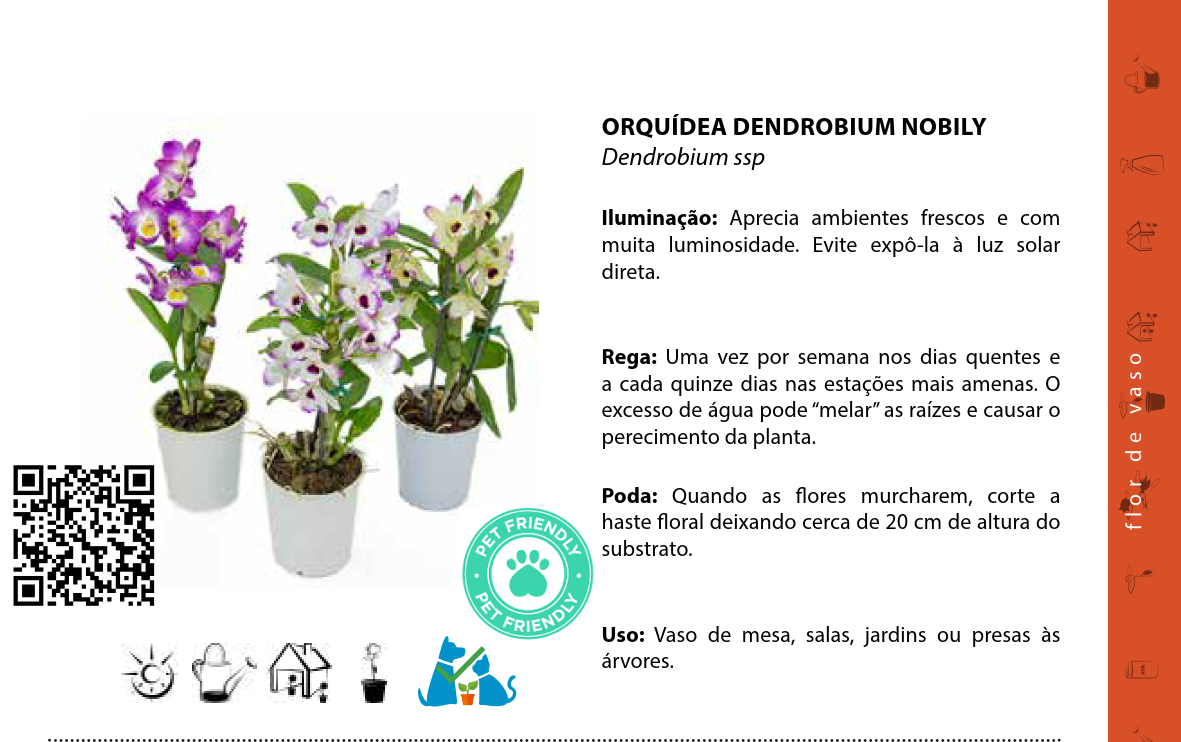 ORQUÍDEA DENDROBIUM NOBILY
Dendrobium ssp
Iluminação: Aprecia ambientes frescos e com
muita luminosidade. Evite expô-la à luz solar
direta.
Rega: Uma vez por semana nos dias quentes e
a cada quinze dias nas estações mais amenas. O
excesso de água pode “melar” as raízes e causar o
perecimento da planta.
Poda: Quando as flores murcharem, corte a
haste floral deixando cerca de 20 cm de altura do
substrato.
Uso: Vaso de mesa, salas, jardins ou presas às
árvores.
PET FRIENDLY
PET FRIENDLY
flor de vaso